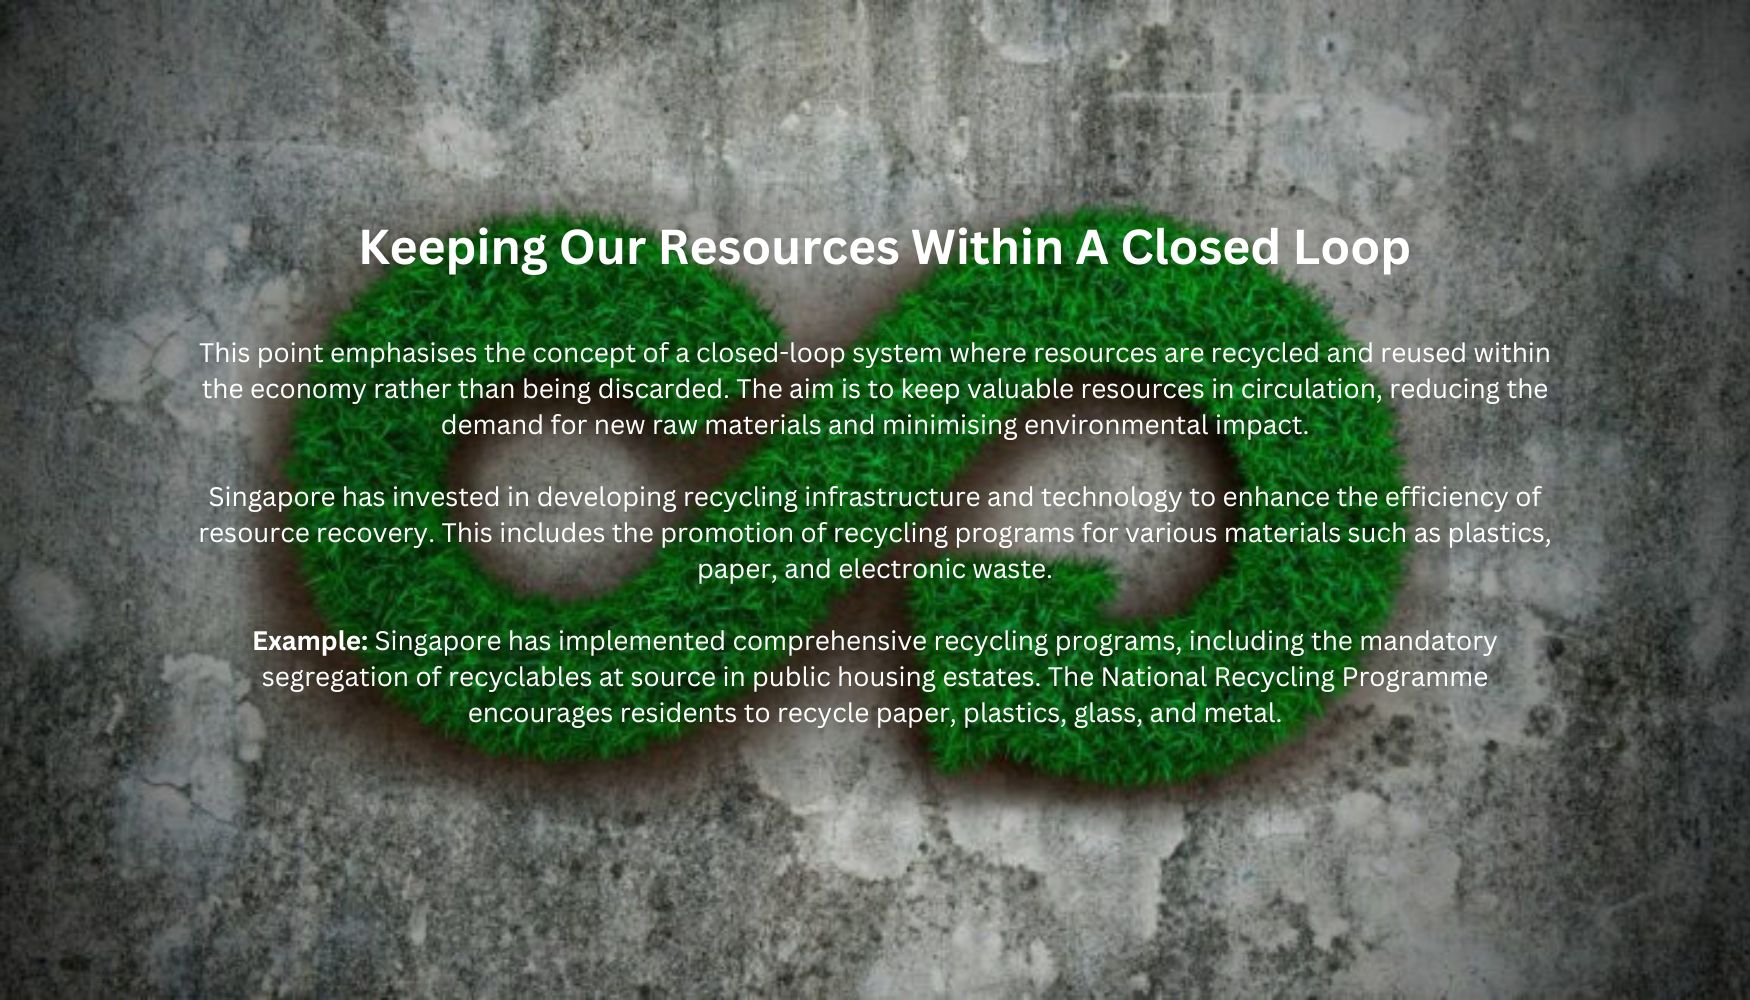 Keeping Our Resources Within A Closed Loop
This point emphasises the concept of a closed-loop system where resources are recycled and reused within
the economy rather than being discarded. The aim is to keep valuable resources in circulation, reducing the
demand for new raw materials and minimising environmental impact.
Singapore has invested in developing recycling infrastructure and technology to enhance the efficiency of
resource recovery. This includes the promotion of recycling programs for various materials such as plastics,
paper, and electronic waste.
Example: Singapore has implemented comprehensive recycling programs, including the mandatory
segregation of recyclables at source in public housing estates. The National Recycling Programme
encourages residents to recycle paper, plastics, glass, and metal.